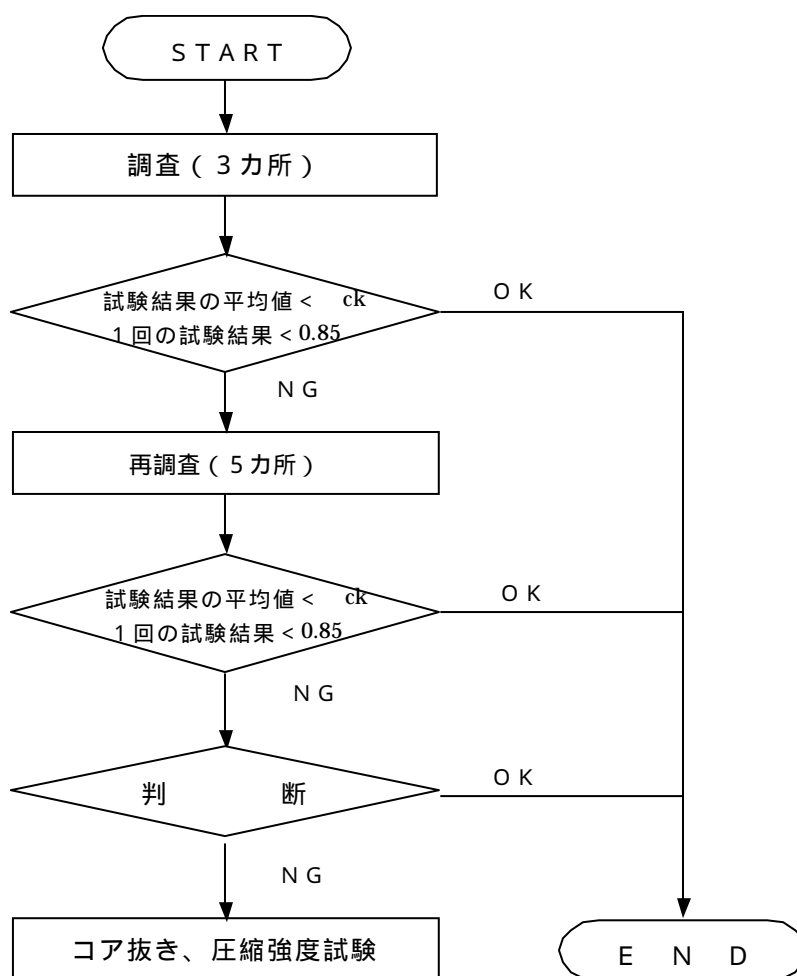 START
調査(3カ所)
試験結果の平均値< ck
1回の試験結果<0.85
OK
NG
再調査(5カ所)
試験結果の平均値< ck
1回の試験結果<0.85
OK
NG
判 断
OK
NG
コア抜き、圧縮強度試験
END